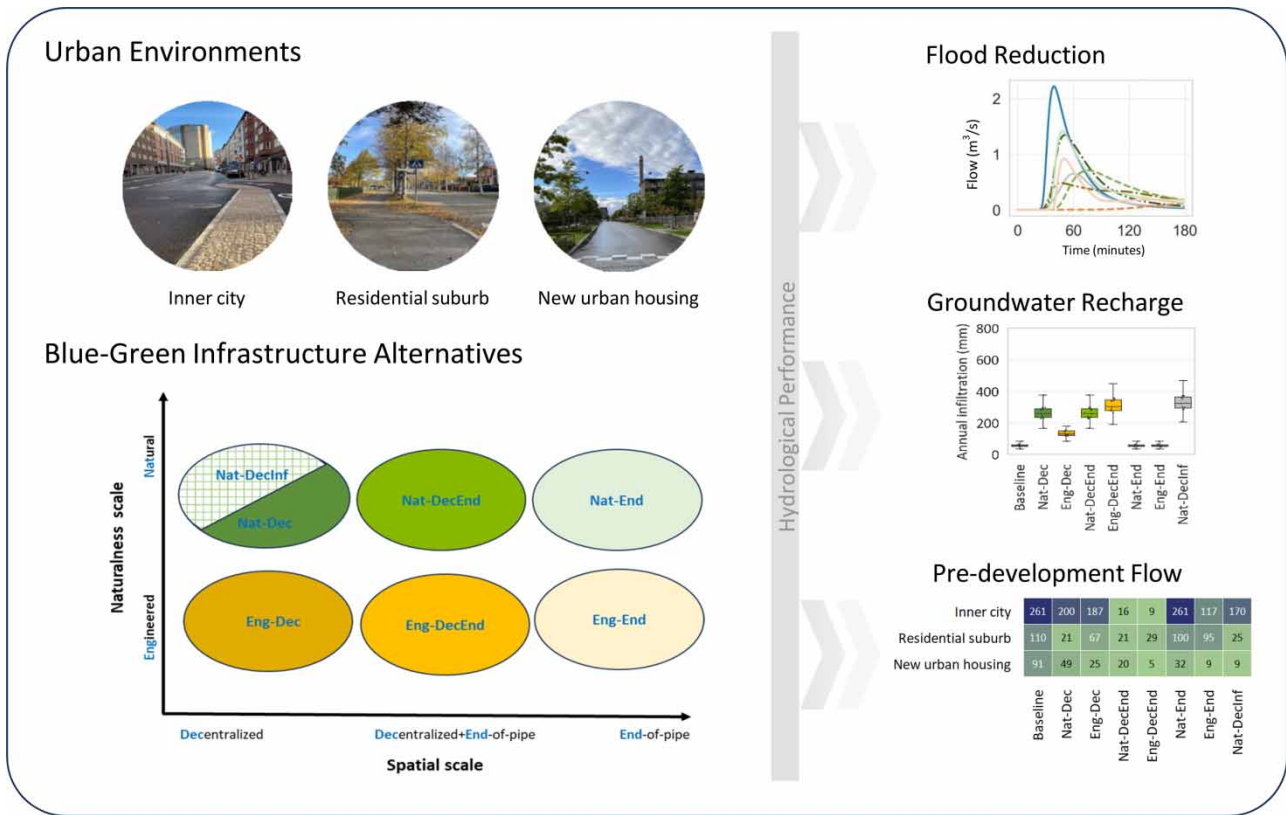 Urban Environments
Inner city
Residential suburb
New urban housing
Blue-Green Infrastructure Alternatives
Naturalness scale
Natural
Engineered
Nat-DecInf
Nat-Dec
Nat-DecEnd
Nat-End
Eng-Dec
Eng-DecEnd
Eng-End
Decentralized
Decentralized+End-of-pipe
End-of-pipe
Spatial scale
Hydrological Performance
Flood Reduction
Flow (m³/s)
2
1
0
0 60 120 180
Time (minutes)
Groundwater Recharge
Annual infiltration (mm)
800
600
400
200
0
Baseline
Nat-Dec
Eng-Dec
Nat-DecEnd
Eng-DecEnd
Nat-End
Eng-End
Nat-DecInf
Pre-development Flow
Inner city 261 200 187 16 9 261 117 170
Residential suburb 110 21 67 21 29 100 95 25
New urban housing 91 49 25 20 5 32 9 9
Baseline
Nat-Dec
Eng-Dec
Nat-DecEnd
Eng-DecEnd
Nat-End
Eng-End
Nat-DecInf